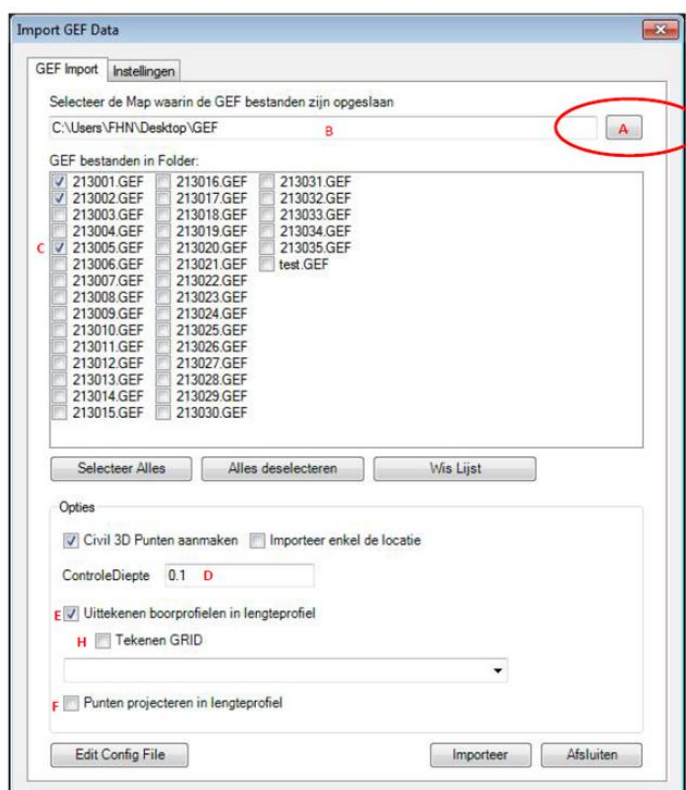 Import GEF Data
GEF Import Instellingen
Selecteer de Map waarin de GEF bestanden zijn opgeslaan
C:\Users\FHN\Desktop\GEF B A
GEF bestanden in Folder:
213001.GEF 213016.GEF 213031.GEF
213002.GEF 213017.GEF 213032.GEF
213003.GEF 213018.GEF 213033.GEF
213004.GEF 213019.GEF 213034.GEF
C 213005.GEF 213020.GEF 213035.GEF
213006.GEF 213021.GEF test.GEF
213007.GEF 213022.GEF
213008.GEF 213023.GEF
213009.GEF 213024.GEF
213010.GEF 213025.GEF
213011.GEF 213026.GEF
213012.GEF 213027.GEF
213013.GEF 213028.GEF
213014.GEF 213029.GEF
213015.GEF 213030.GEF
Selecteer Alles Alles deselecteren Wis Lijst
Opties
Civil 3D Punten aanmaken Importeer enkel de locatie
ControleDiepte 0.1 D
E Uittekenen boorprofielen in lengteprofiel
H Tekenen GRID
F Punten projecteren in lengteprofiel
Edit Config File Importeer Afsluiten